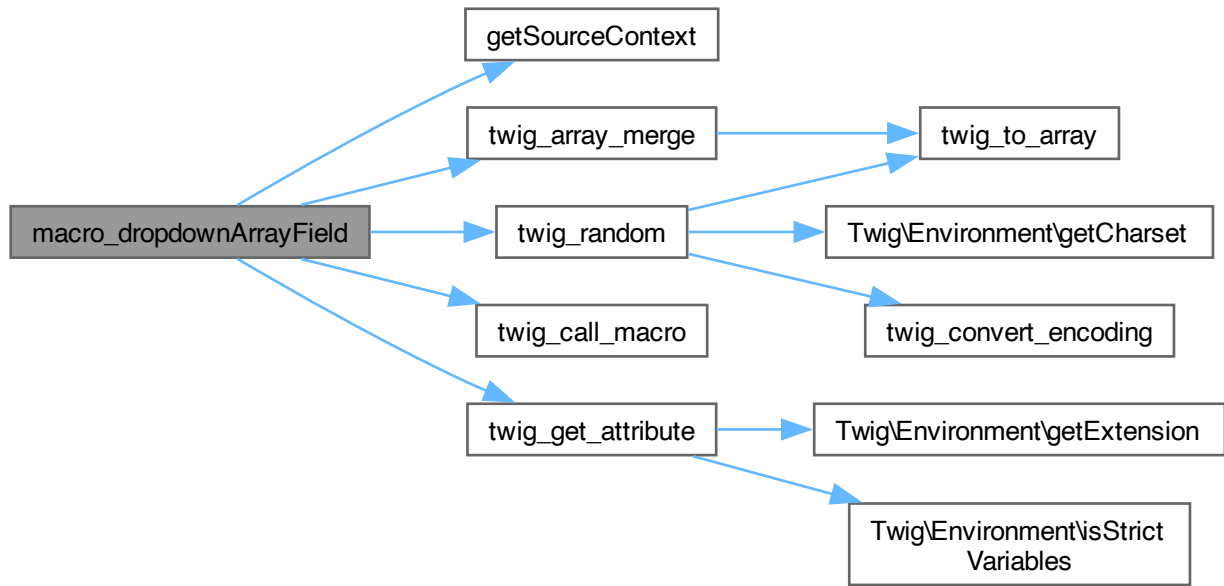 getSourceContext
twig_array_merge
twig_to_array
macro_dropdownArrayField
twig_random
Twig\Environment\getCharset
twig_call_macro
twig_convert_encoding
twig_get_attribute
Twig\Environment\getExtension
Twig\Environment\isStrict
Variables